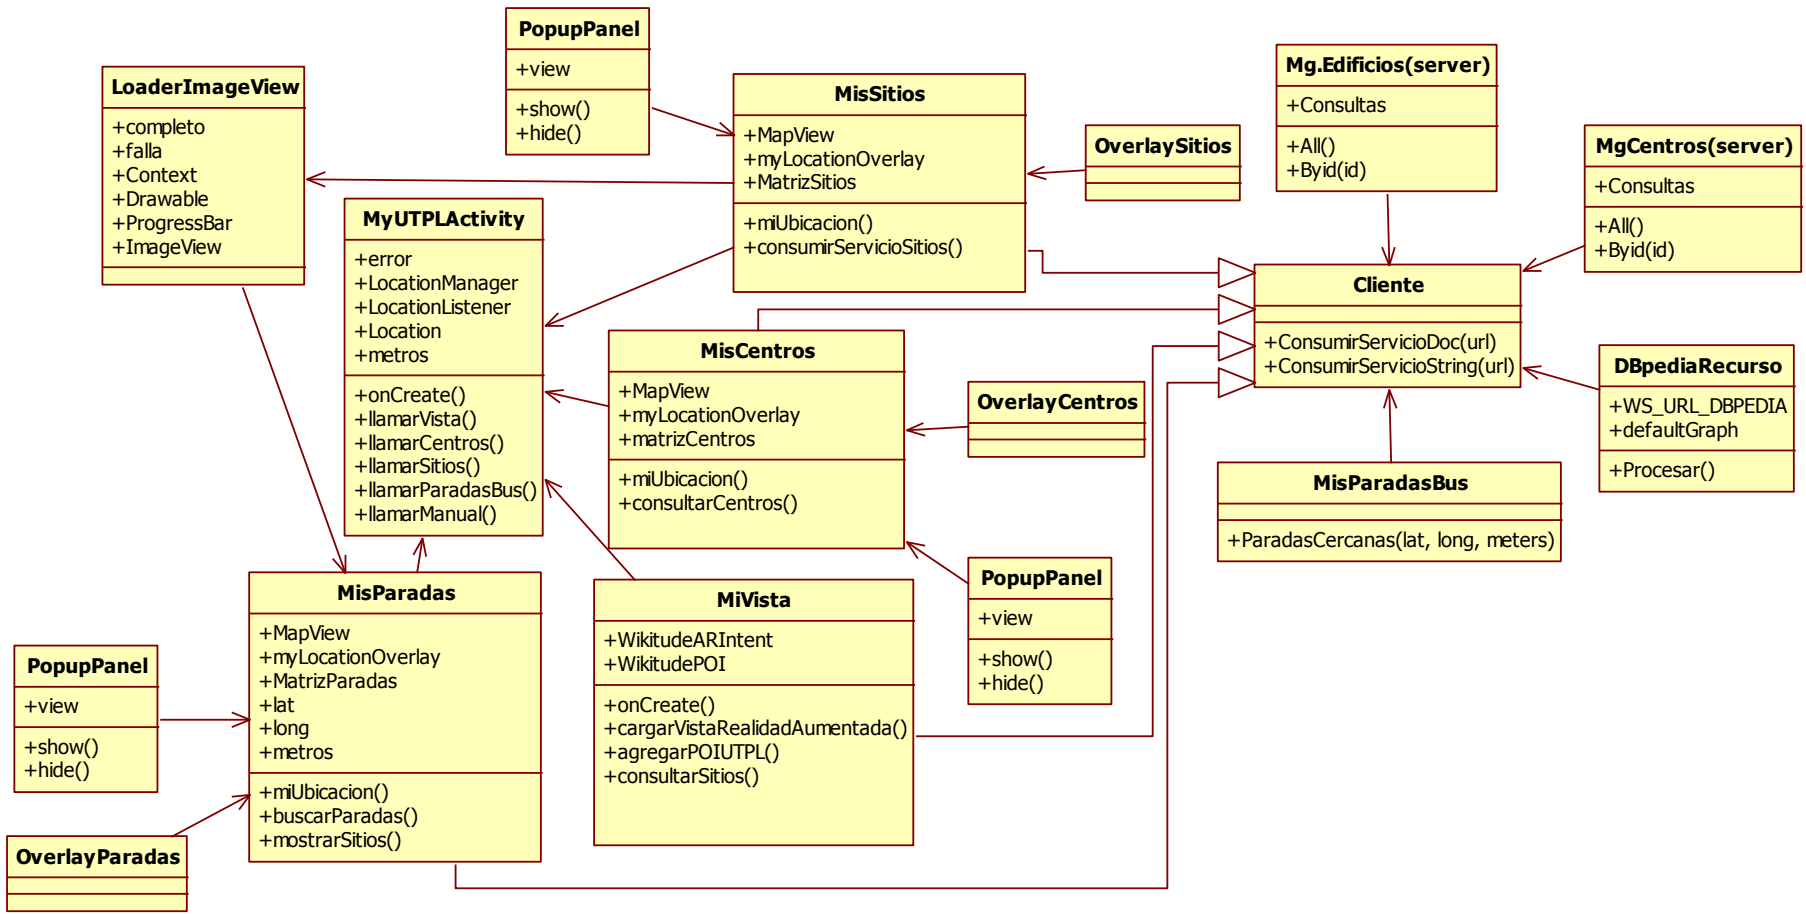 PopupPanel
+view
+show()
+hide()
LoaderImageView
+completo
+falla
+Context
+Drawable
+ProgressBar
+ImageView
MisSitios
+MapView
+myLocationOverlay
+MatrizSitios
+miUbicacion()
+consumirServicioSitios()
OverlaySitios
Mg.Edificios(server)
+Consultas
+All()
+Byid(id)
MgCentros(server)
+Consultas
+All()
+Byid(id)
MyUTPLActivity
+error
+LocationManager
+LocationListener
+Location
+metros
+onCreate()
+llamarVista()
+llamarCentros()
+llamarSitios()
+llamarParadasBus()
+llamarManual()
MisCentros
+MapView
+myLocationOverlay
+matrizCentros
+miUbicacion()
+consultarCentros()
OverlayCentros
Cliente
+ConsumirServicioDoc(url)
+ConsumirServicioString(url)
DBpediaRecurso
+WS_URL_DBPEDIA
+defaultGraph
+Procesar()
MisParadasBus
+ParadasCercanas(lat, long, meters)
MisParadas
+MapView
+myLocationOverlay
+MatrizParadas
+lat
+long
+metros
+miUbicacion()
+buscarParadas()
+mostrarSitios()
MiVista
+WikitudeARIntent
+WikitudePOI
+onCreate()
+cargarVistaRealidadAumentada()
+agregarPOIUTPL()
+consultarSitios()
PopupPanel
+view
+show()
+hide()
PopupPanel
+view
+show()
+hide()
OverlayParadas